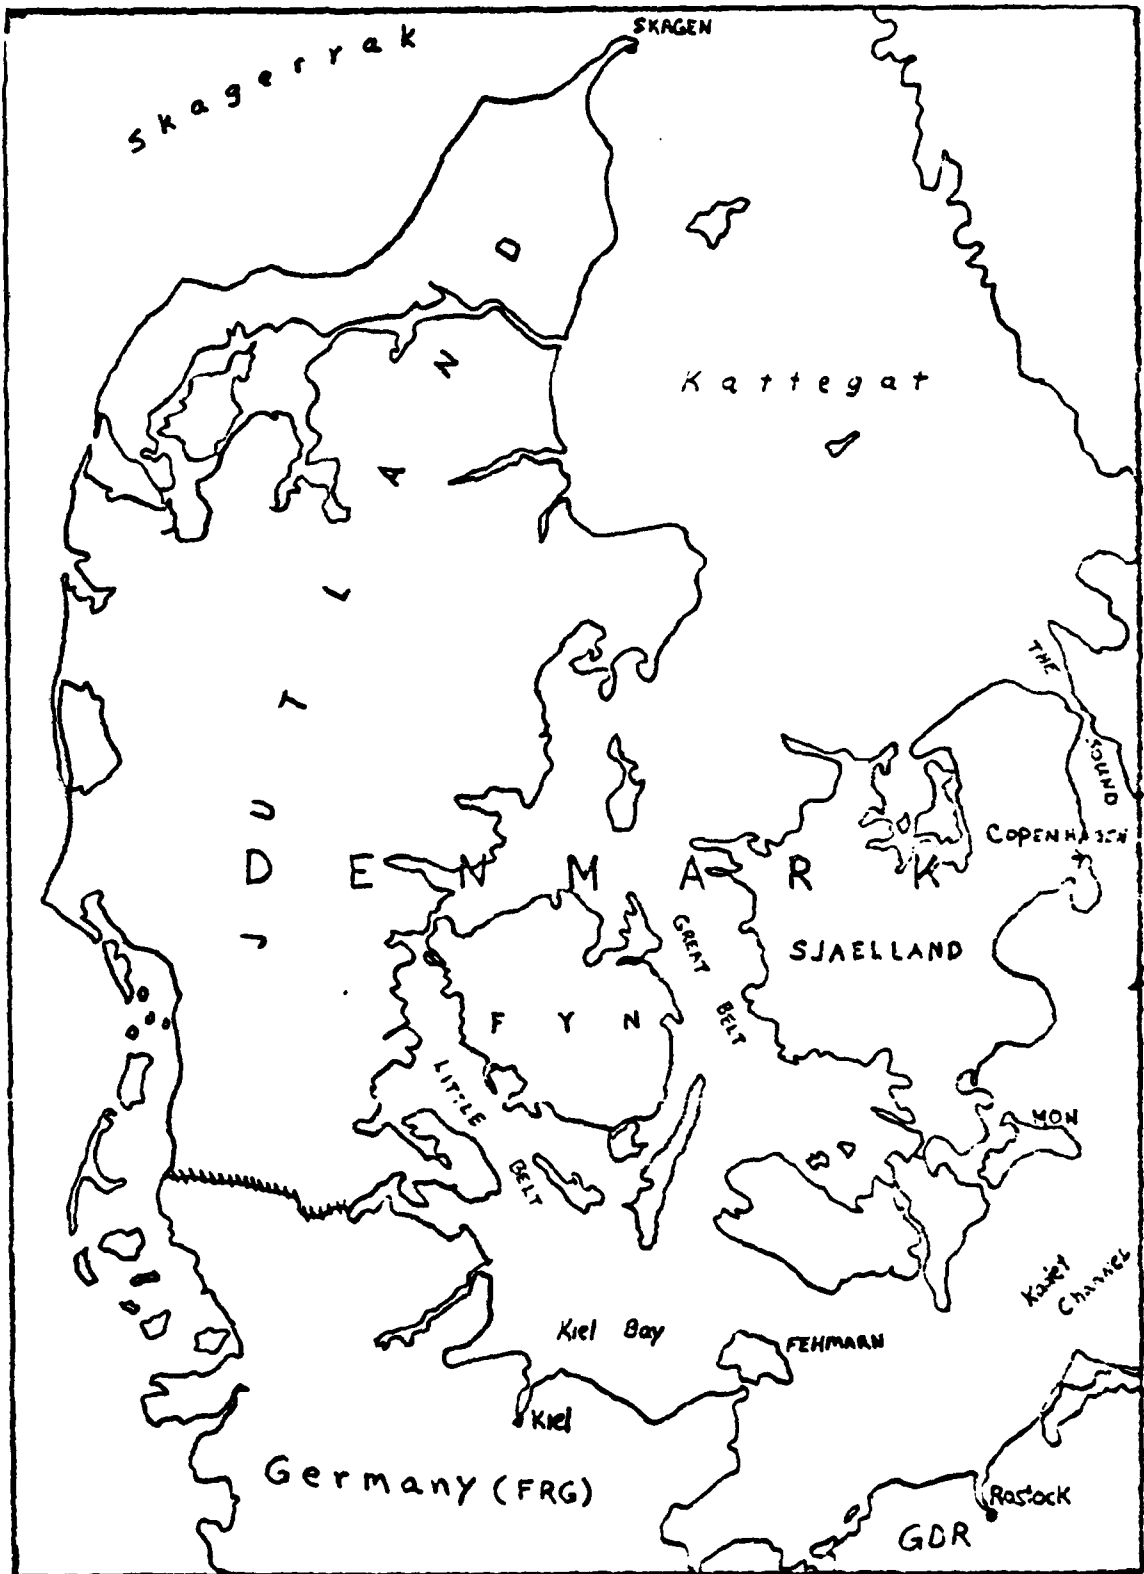 SKAGEN
Skagerrak
Kattegat
JUTLAND
THE SOUND
COPENHAGEN
DENMARK
GREAT BELT
SJAELLAND
FYN
LITTLE BELT
MON
Kadet Channel
Kiel Bay
FEHMARN
Kiel
Germany (FRG)
Rostock
GDR